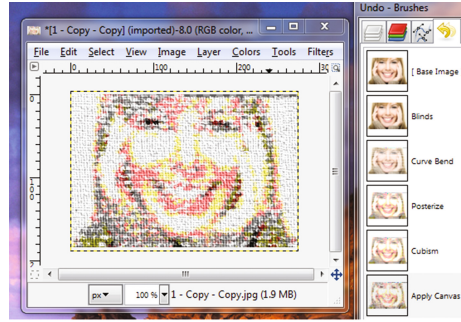 Undo - Brushes
*[1 - Copy - Copy] (imported)-8.0 (RGB color, ...
File Edit Select View Image Layer Colors Tools Filters
0 100 200
0
100
px 100 % 1 - Copy - Copy.jpg (1.9 MB)
[ Base Image
Blinds
Curve Bend
Posterize
Cubism
Apply Canvas